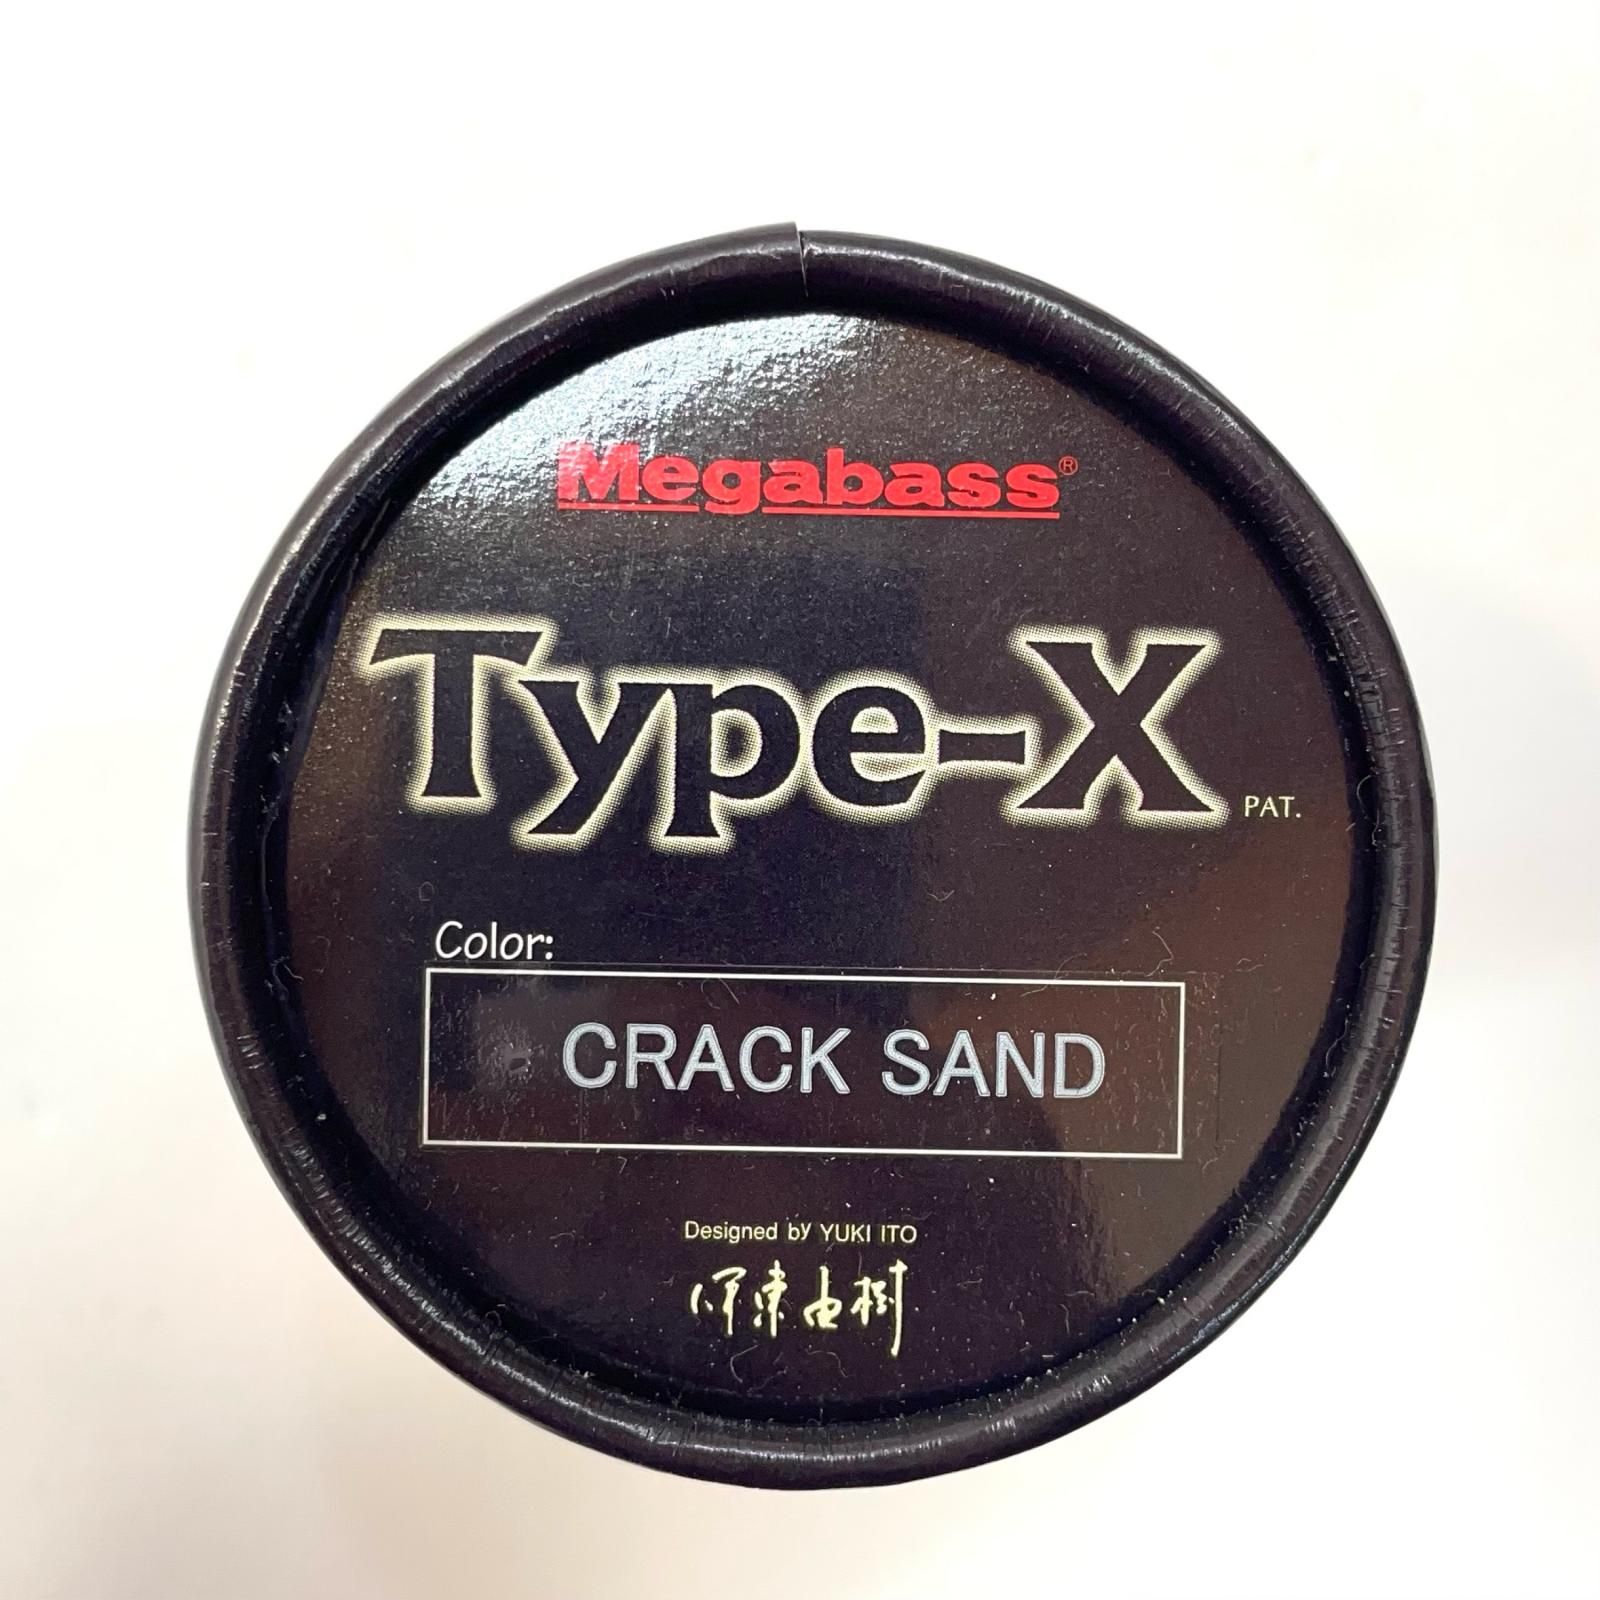 Megabass®
Type-X PAT.
Color:
CRACK SAND
Designed by YUKI ITO
伊東由樹